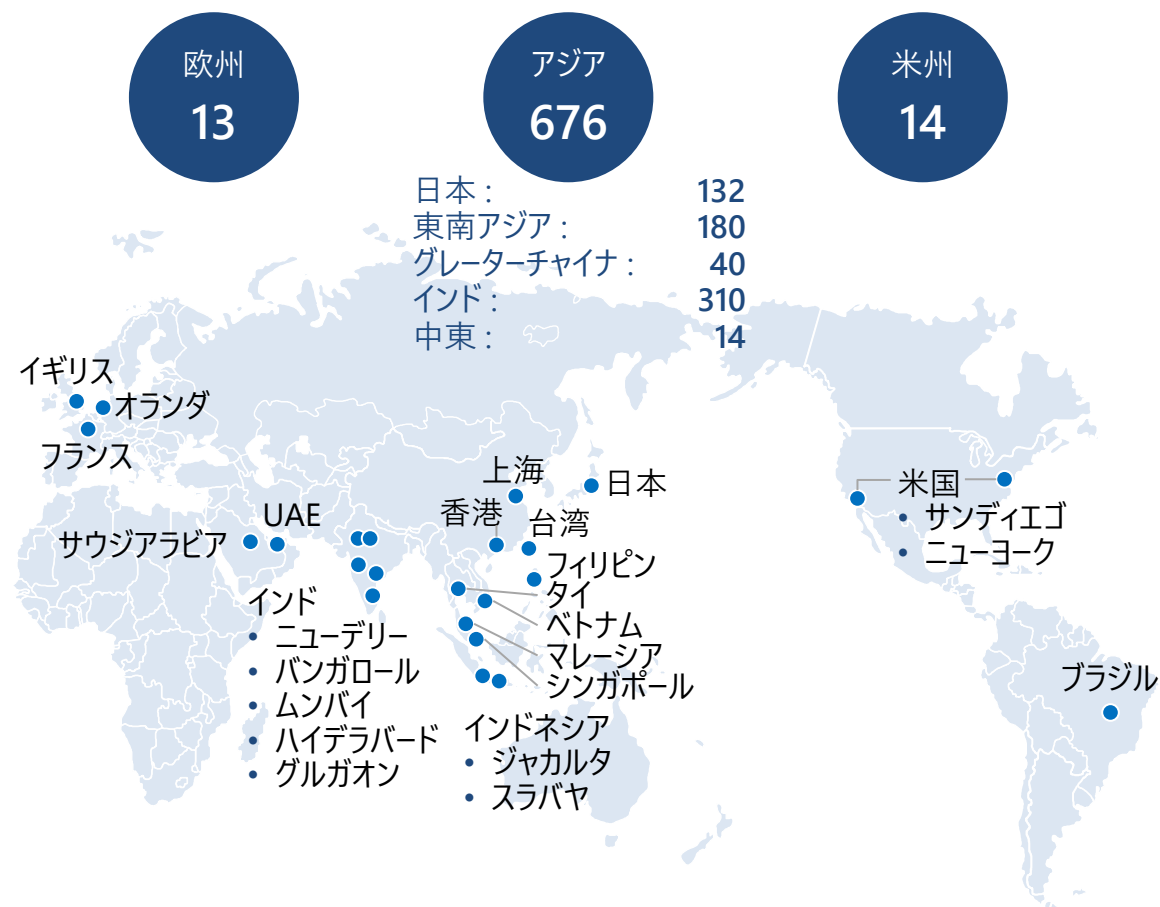 欧州
13
アジア
676
米州
14
日本 : 132
東南アジア : 180
グレーターチャイナ : 40
インド : 310
中東 : 14
イギリス
オランダ
フランス
サウジアラビア
UAE
インド
• ニューデリー
• バンガロール
• ムンバイ
• ハイデラバード
• グルガオン
上海
日本
香港
台湾
フィリピン
タイ
ベトナム
マレーシア
シンガポール
インドネシア
• ジャカルタ
• スラバヤ
米国
• サンディエゴ
• ニューヨーク
ブラジル